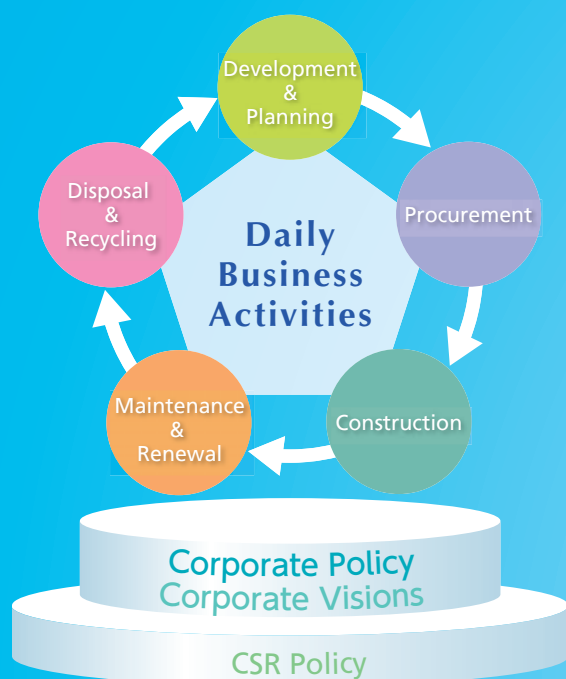 Development
&
Planning
Disposal
&
Recycling
Procurement
Daily
Business
Activities
Maintenance
&
Renewal
Construction
Corporate Policy
Corporate Visions
CSR Policy